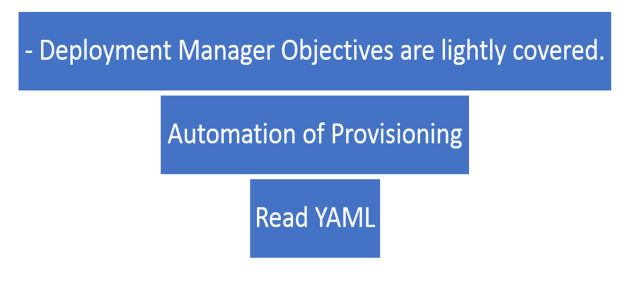 - Deployment Manager Objectives are lightly covered.
Automation of Provisioning
Read YAML